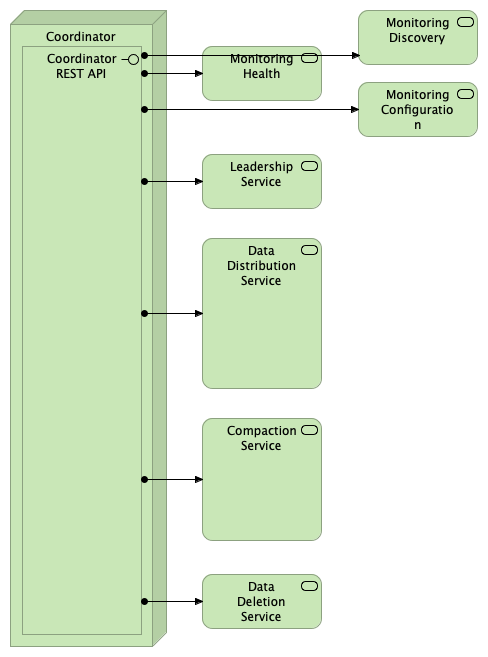 Coordinator
Coordinator
REST API
Monitoring
Discovery
Monitoring
Health
Monitoring
Configuratio
n
Leadership
Service
Data
Distribution
Service
Compaction
Service
Data
Deletion
Service